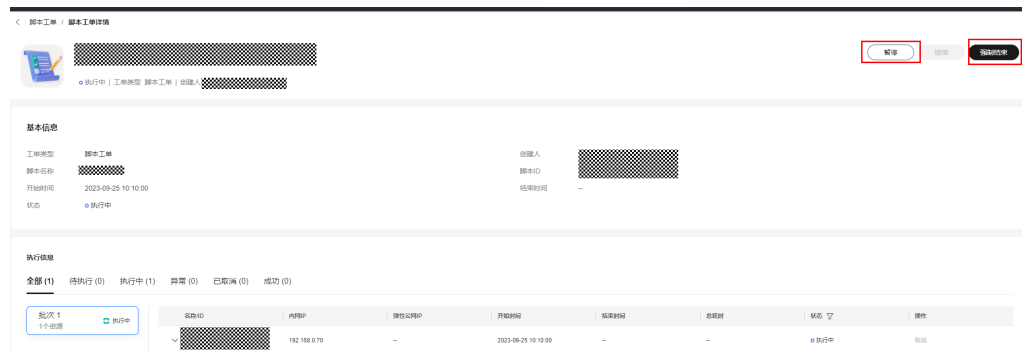 脚本工单 / 脚本工单详情
暂停 继续 强制结束
执行中 | 工单类型 脚本工单 | 创建人
基本信息
工单类型 脚本工单 创建人
脚本名称 脚本ID
开始时间 2023-09-25 10:10:00 结束时间 --
状态 执行中
执行信息
全部 (1) 待执行 (0) 执行中 (1) 异常 (0) 已取消 (0) 成功 (0)
批次 1 执行中
1个资源
名称/ID 内网IP 弹性公网IP 开始时间 结束时间 总耗时 状态 操作
192.168.0.70 -- 2023-09-25 10:10:00 -- -- 执行中 取消